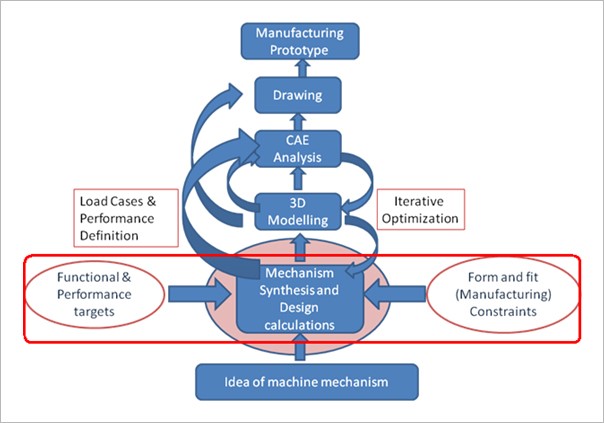 Manufacturing
Prototype
Drawing
CAE
Analysis
Load Cases &
Performance
Definition
3D
Modelling
Iterative
Optimization
Functional &
Performance
targets
Mechanism
Synthesis and
Design
calculations
Form and fit
(Manufacturing)
Constraints
Idea of machine mechanism